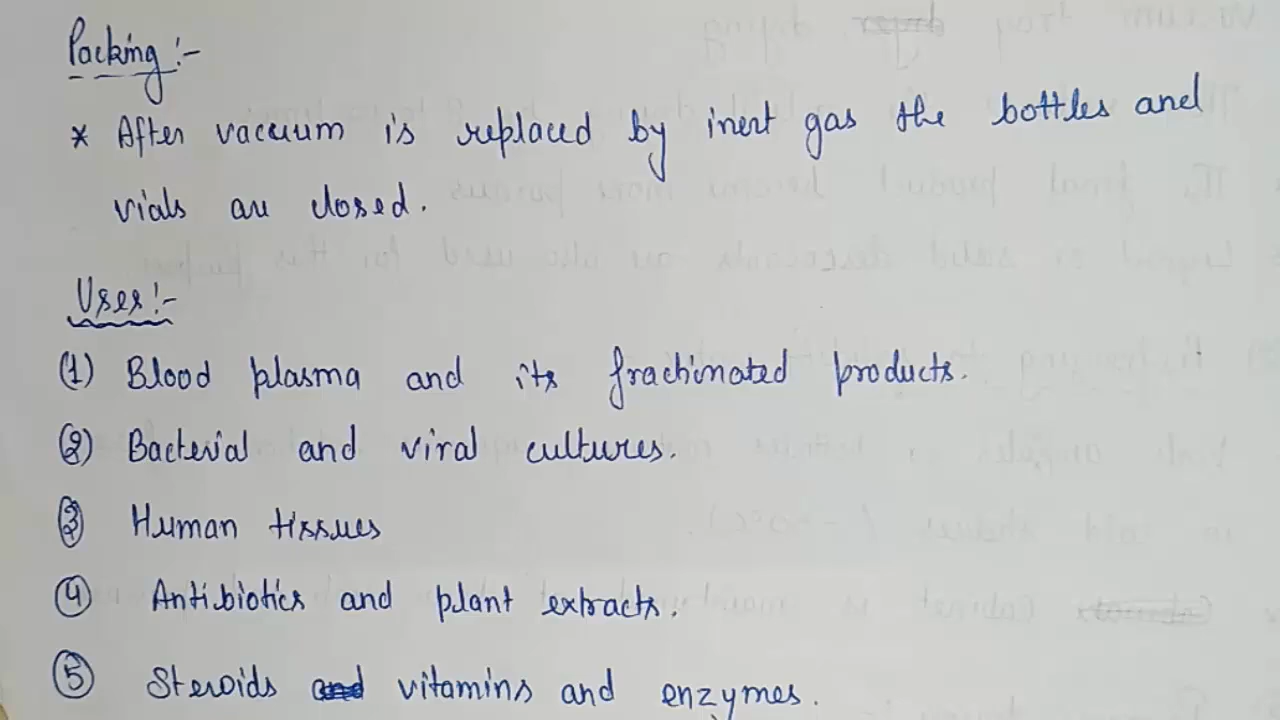 Packing :-
* After vacuum is replaced by inert gas the bottles and
vials are closed.
Uses :-
(1) Blood plasma and its fractionated products.
(2) Bacterial and viral cultures.
(3) Human tissues
(4) Antibiotics and plant extracts.
(5) Steroids vitamins and enzymes.